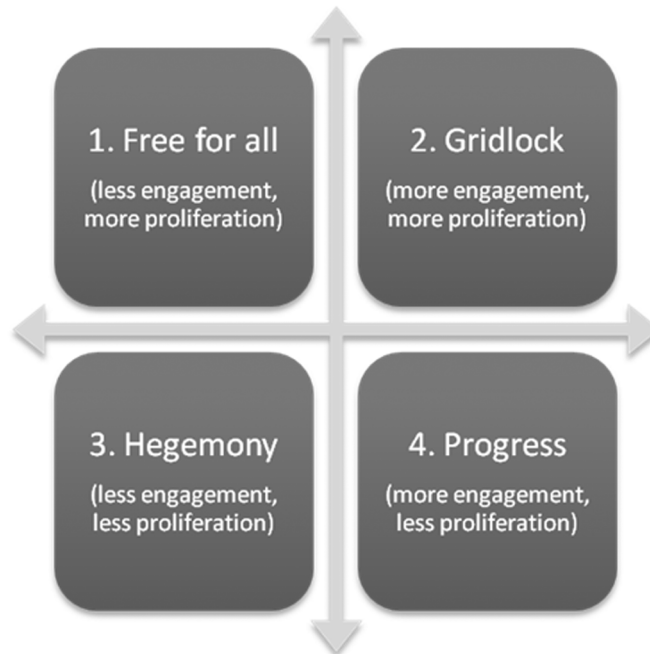 1. Free for all
(less engagement,
more proliferation)
2. Gridlock
(more engagement,
more proliferation)
3. Hegemony
(less engagement,
less proliferation)
4. Progress
(more engagement,
less proliferation)